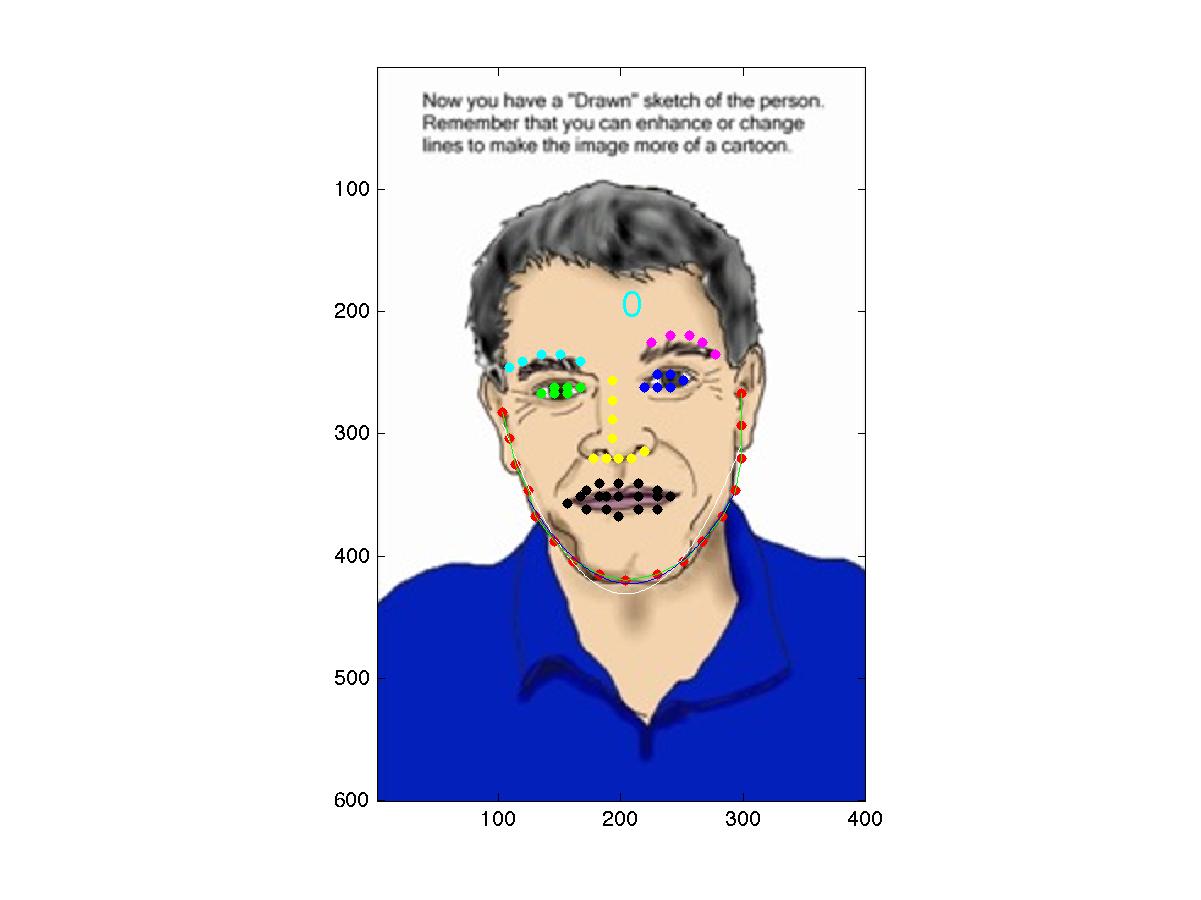 Now you have a "Drawn" sketch of the person.
Remember that you can enhance or change
lines to make the image more of a cartoon.
100
0
200
300
400
500
600
100 200 300 400